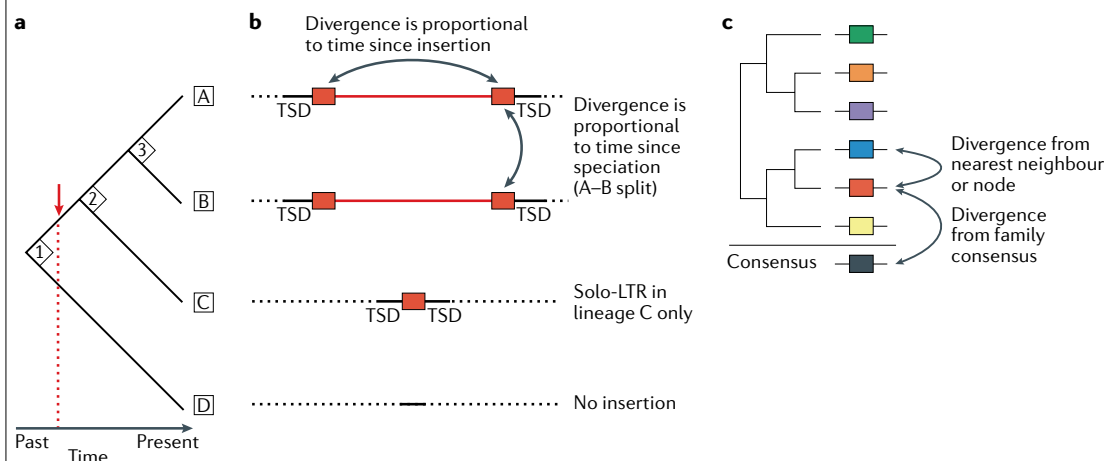 a
A
3
B
2
1
C
D
Past
Present
Time
b
Divergence is proportional
to time since insertion
TSD
TSD
Divergence is
proportional
to time since
speciation
(A–B split)
TSD
TSD
Solo-LTR in
lineage C only
TSD
TSD
No insertion
c
Divergence from
nearest neighbour
or node
Divergence
from family
consensus
Consensus